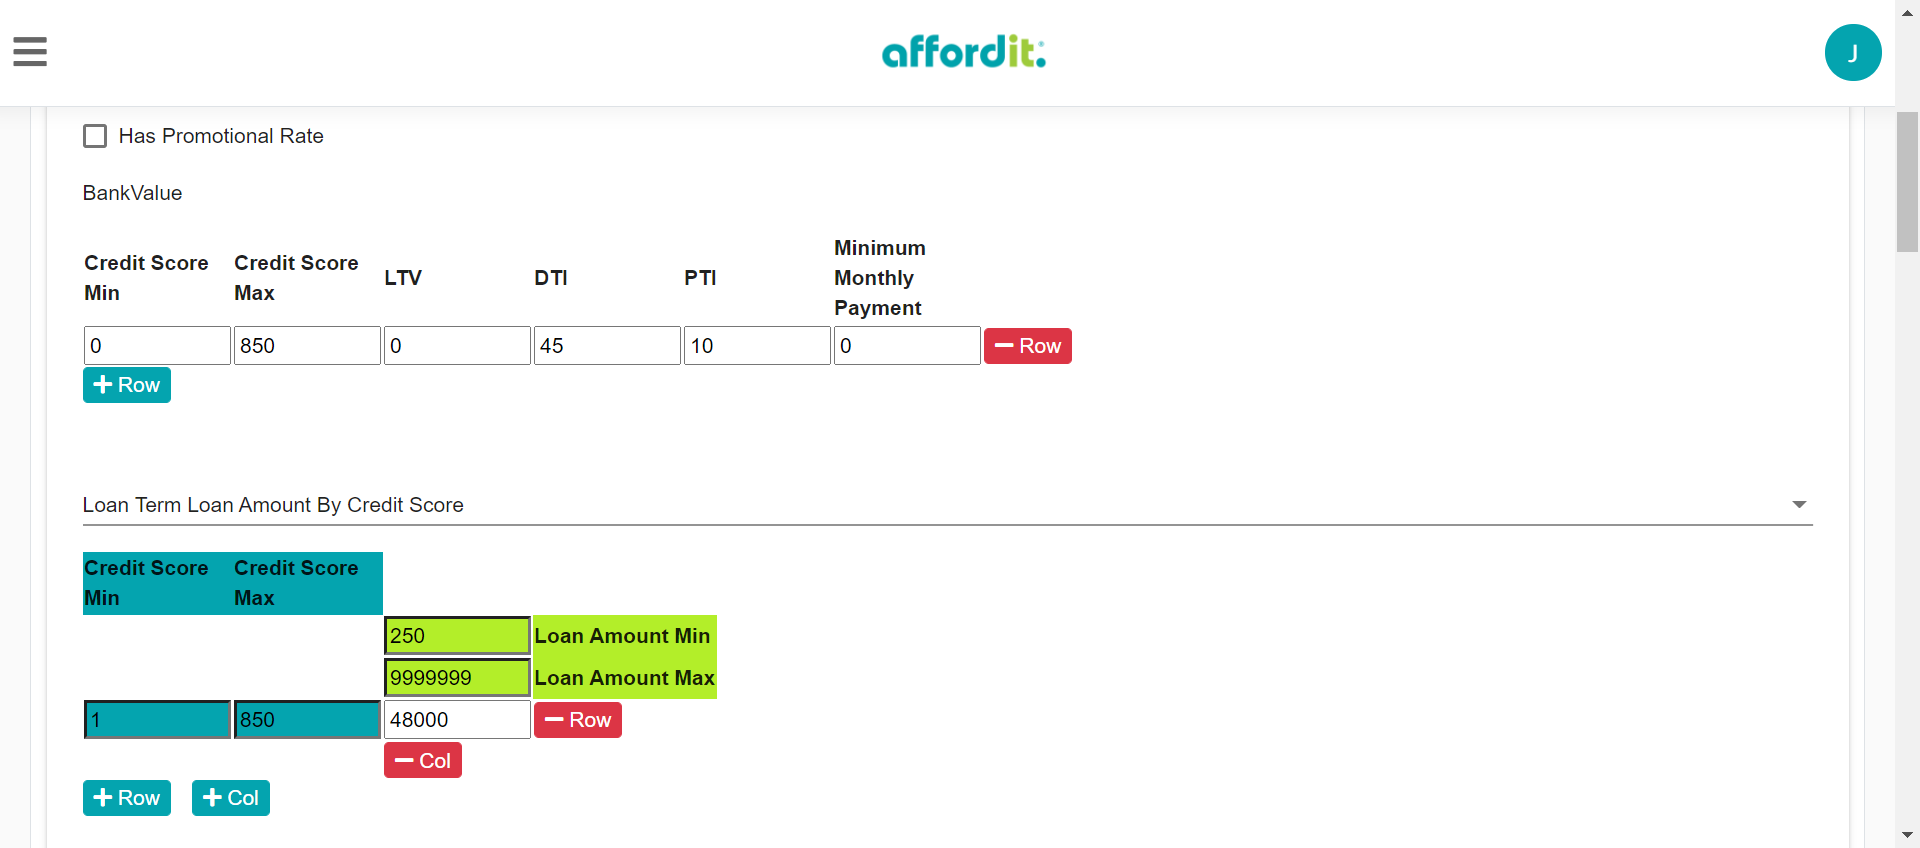 affordit:
J
Has Promotional Rate
BankValue
Credit Score Min
Credit Score Max
LTV
DTI
PTI
Minimum Monthly Payment
0
850
0
45
10
0
Row
Row
Loan Term Loan Amount By Credit Score
Credit Score Min
Credit Score Max
250
Loan Amount Min
9999999
Loan Amount Max
1
850
48000
Row
Col
Row
Col